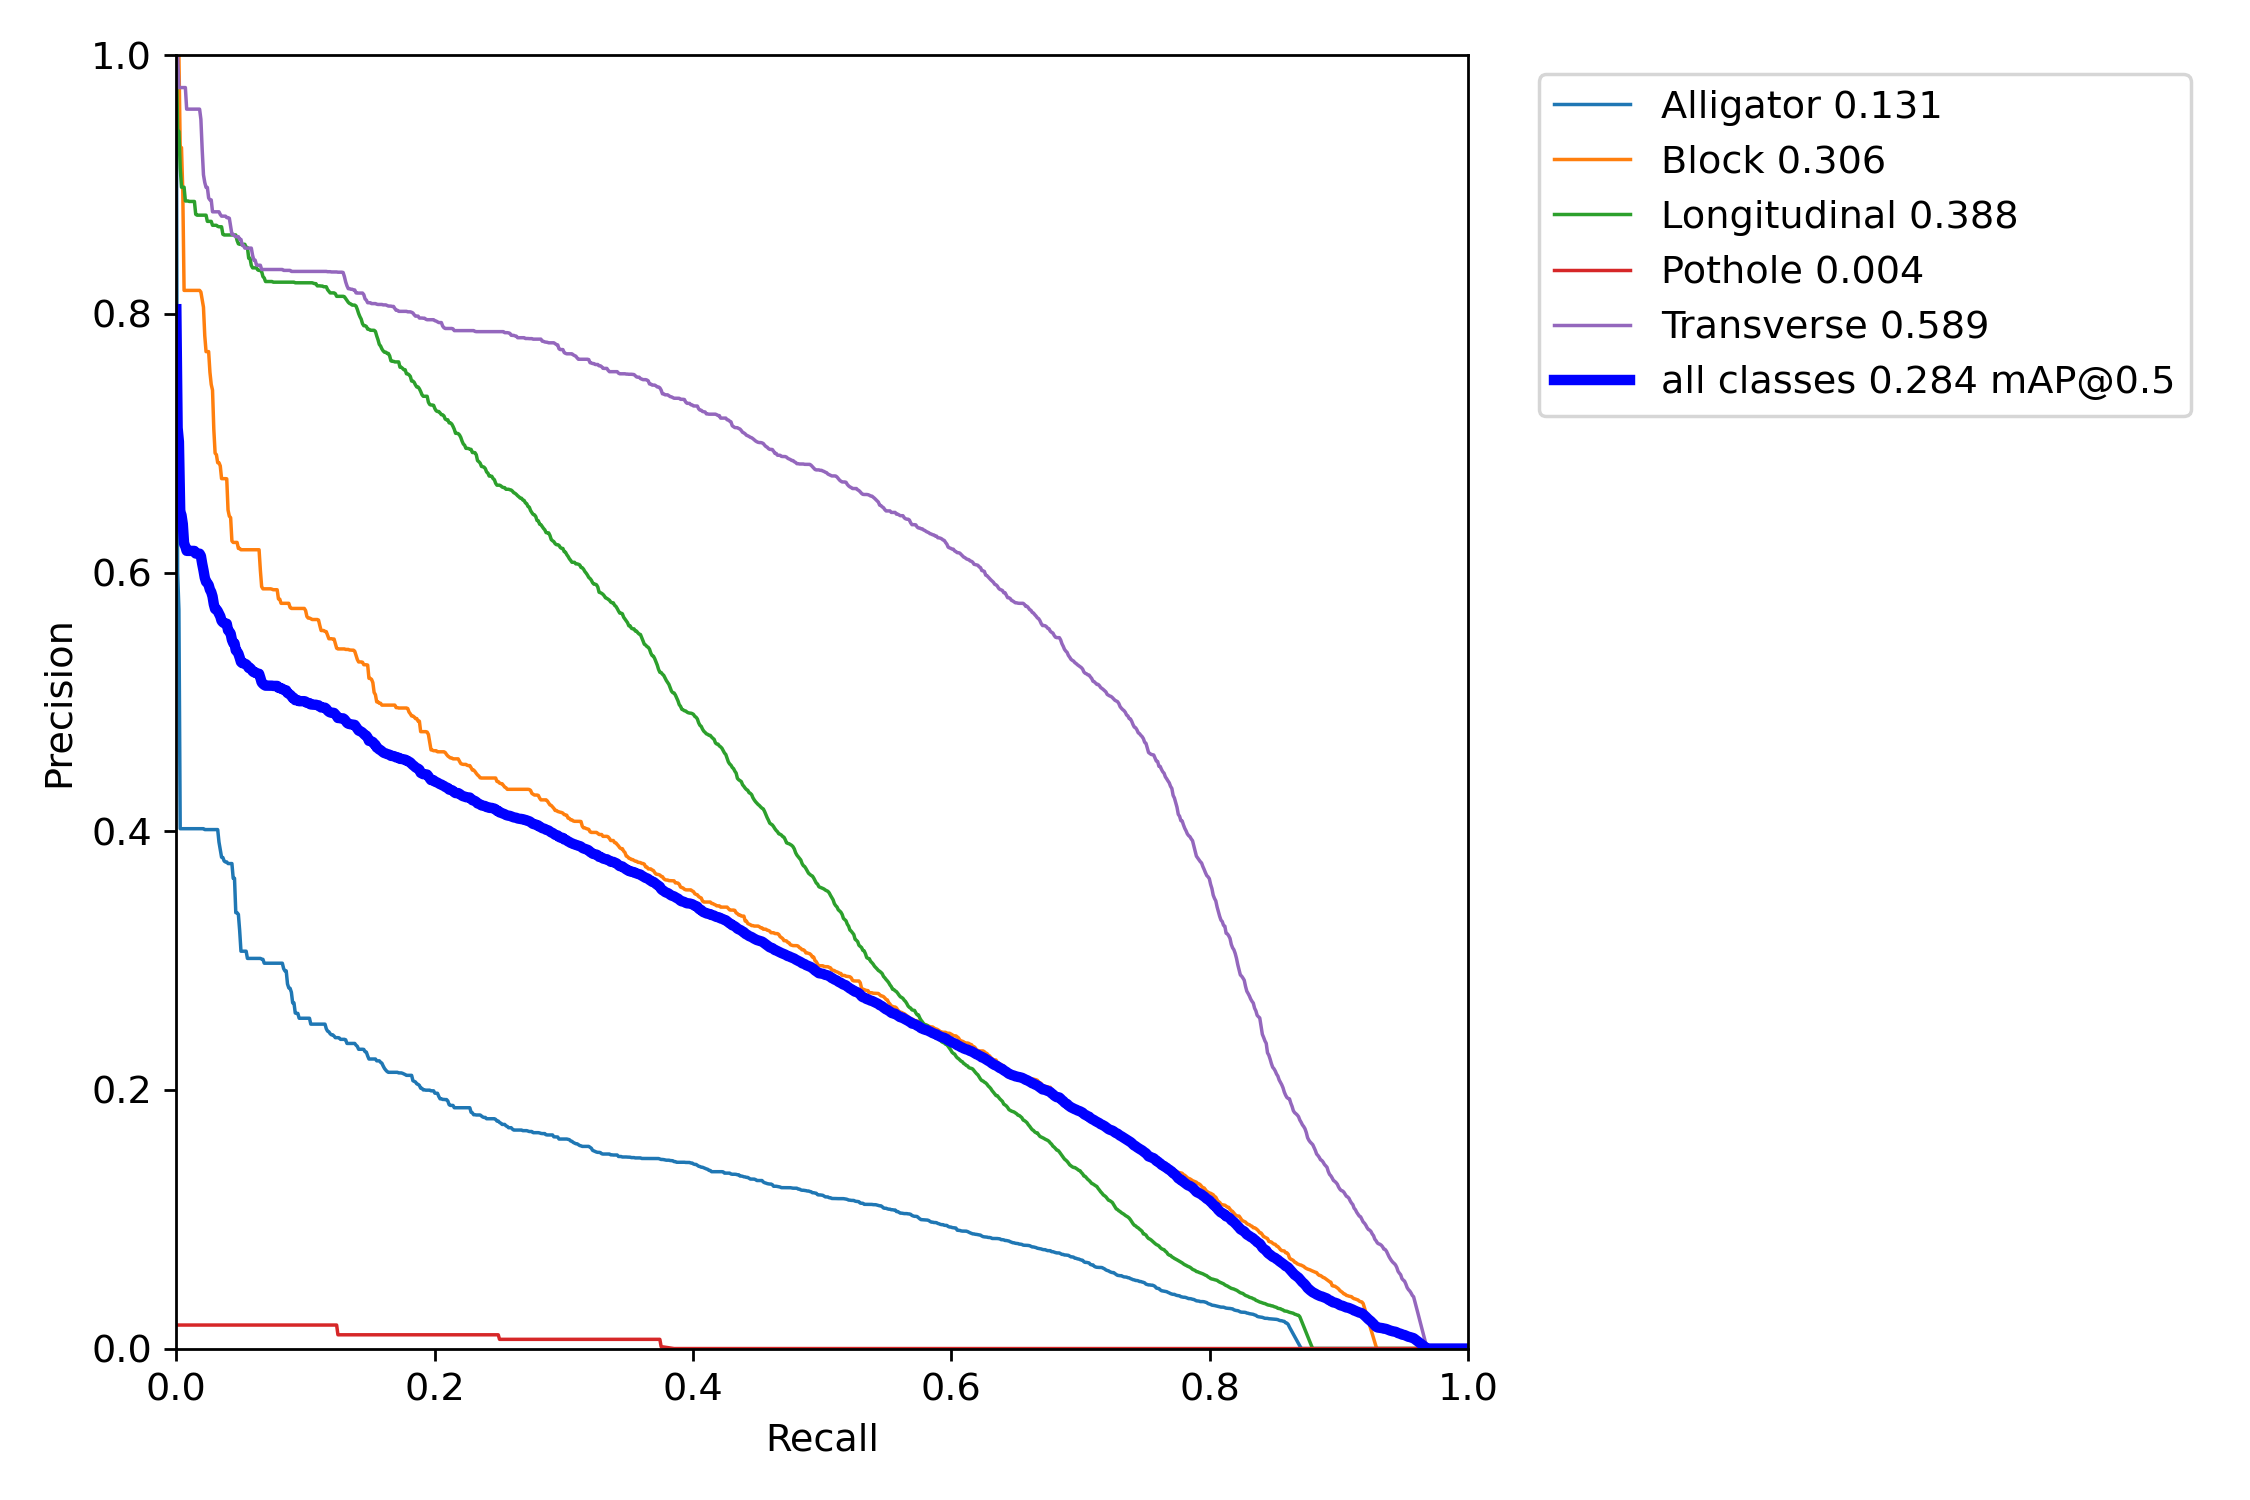 1.0
0.8
0.6
0.4
0.2
0.0
Precision
0.0 0.2 0.4 0.6 0.8 1.0
Recall
Alligator 0.131
Block 0.306
Longitudinal 0.388
Pothole 0.004
Transverse 0.589
all classes 0.284 mAP@0.5